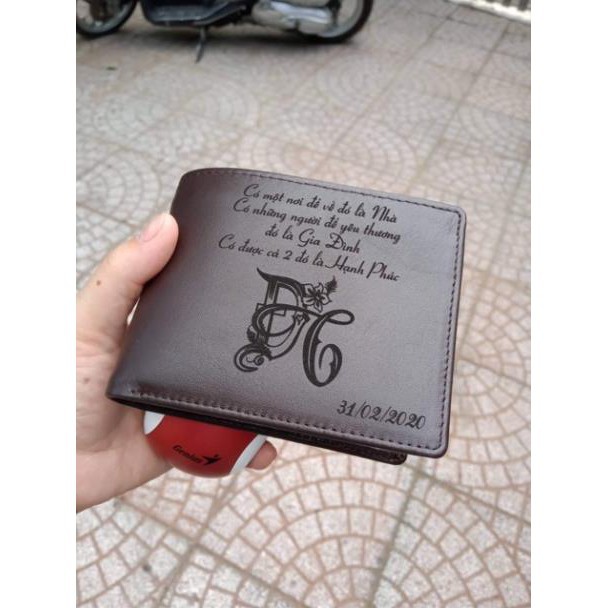 Có một nơi để về đó là Nhà
Có những người để yêu thương
đó là Gia Đình
Có được cả 2 đó là Hạnh Phúc
31/02/2020
Genius